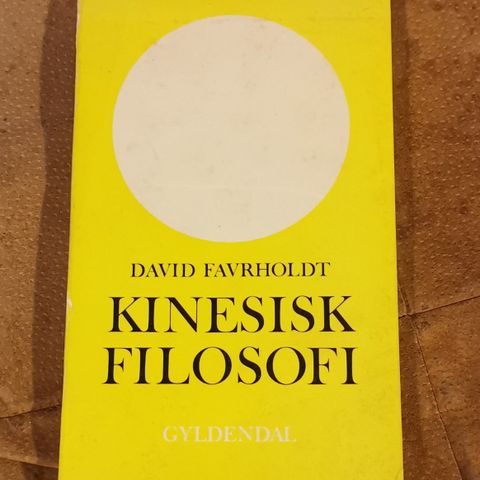 DAVID FAVRHOLDT
KINESISK
FILOSOFI
GYLDENDAL